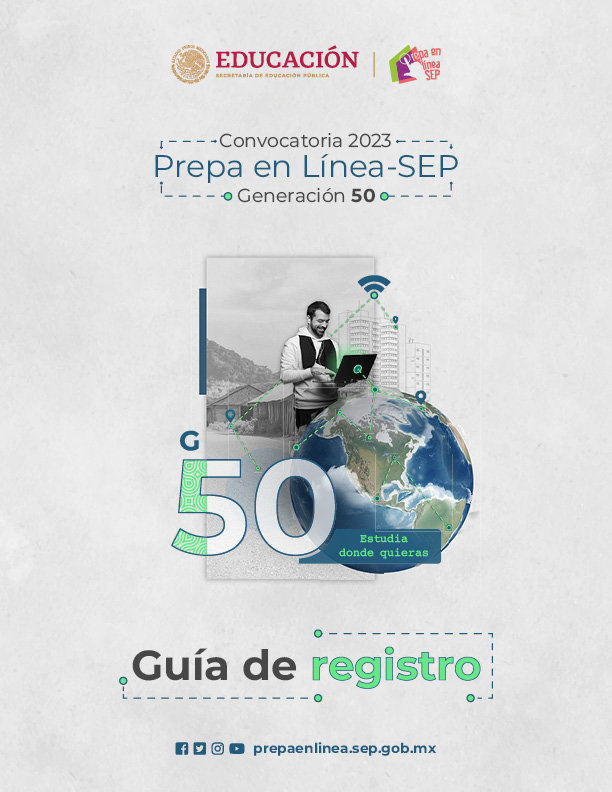 EDUCACIÓN
SECRETARÍA DE EDUCACIÓN PÚBLICA
Prepa en
línea
SEP
Convocatoria 2023
Prepa en Línea-SEP
Generación 50
G
50
Estudia
donde quieras
Guía de registro
prepaenlinea.sep.gob.mx